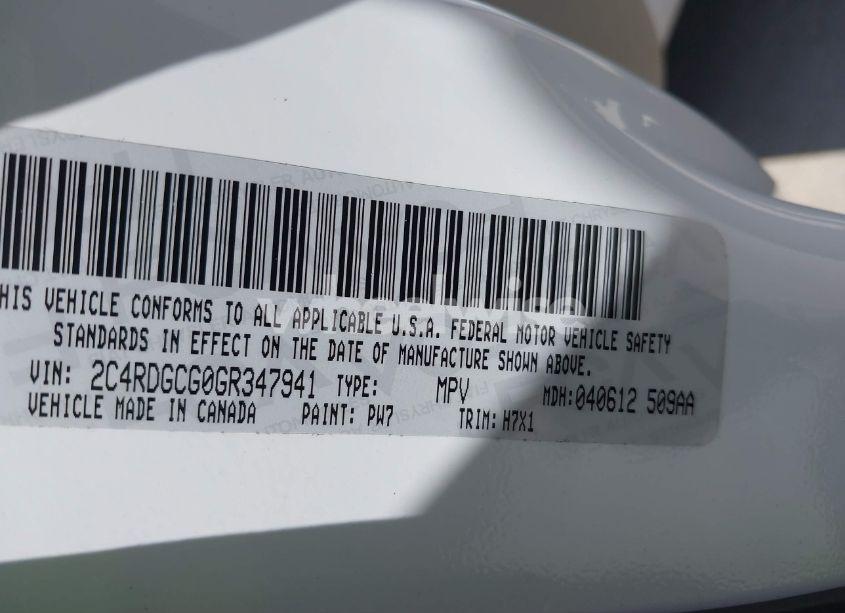 HIS VEHICLE CONFORMS TO ALL APPLICABLE U.S.A. FEDERAL MOTOR VEHICLE SAFETY
STANDARDS IN EFFECT ON THE DATE OF MANUFACTURE SHOWN ABOVE.
VIN: 2C4RDGCG0GR347941 TYPE: MPV MDH:040612 509AA
VEHICLE MADE IN CANADA PAINT: PW7 TRIM: H7X1